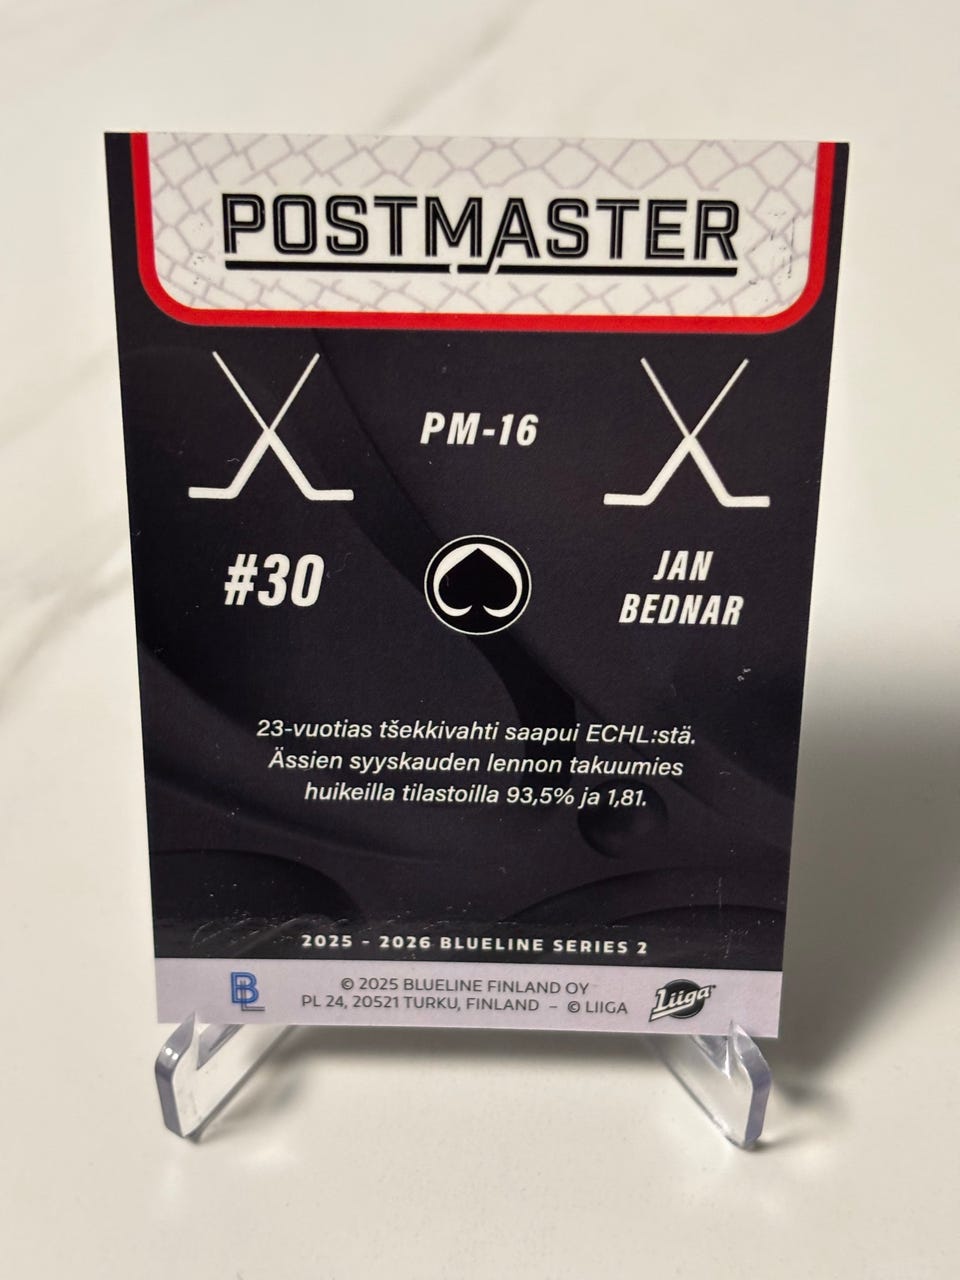 POSTMASTER
PM-16
#30
JAN
BEDNAR
23-vuotias tšekkivahti saapui ECHL:stä.
Ässien syyskauden lennon takuumies
huikeilla tilastoilla 93,5% ja 1,81.
2025 - 2026 BLUELINE SERIES 2
BL
© 2025 BLUELINE FINLAND OY
PL 24, 20521 TURKU, FINLAND - © LIIGA
Liiga